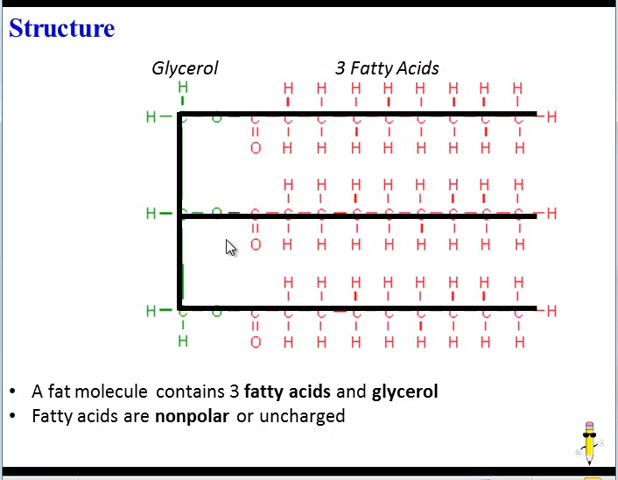 Structure
Glycerol 3 Fatty Acids
H H H H H H H H H
H C O C C C C C C C C C H
O H H H H H H H H
H H H H H H H H
H C O C C C C C C C C C H
O H H H H H H H H
H H H H H H H H
H C O C C C C C C C C C H
H O H H H H H H H H
• A fat molecule contains 3 fatty acids and glycerol
• Fatty acids are nonpolar or uncharged